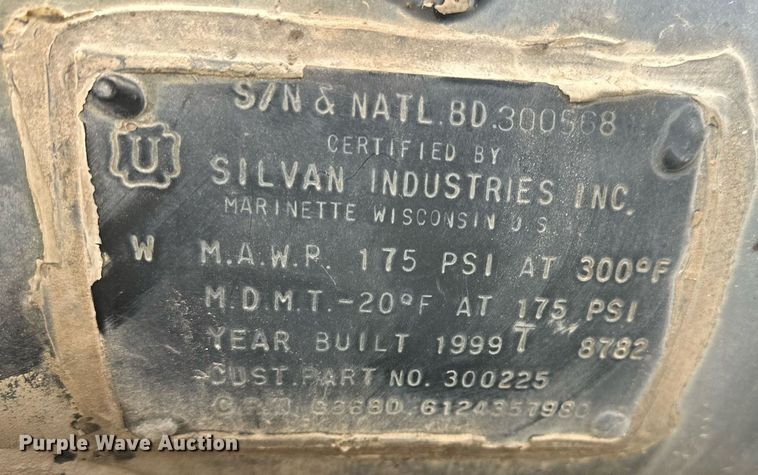 S/N & NATL.BD.300568
U
CERTIFIED BY
SILVAN INDUSTRIES INC.
MARINETTE WISCONSIN U.S
W M.A.W.P. 175 PSI AT 300°F
M.D.M.T.-20°F AT 175 PSI
YEAR BUILT 1999 T 8782
CUST.PART NO. 300225
6124357980
Purple Wave Auction